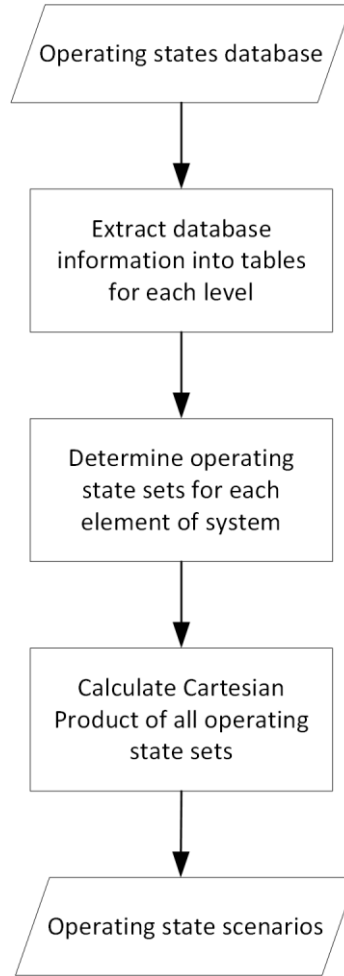 Operating states database
Extract database
information into tables
for each level
Determine operating
state sets for each
element of system
Calculate Cartesian
Product of all operating
state sets
Operating state scenarios